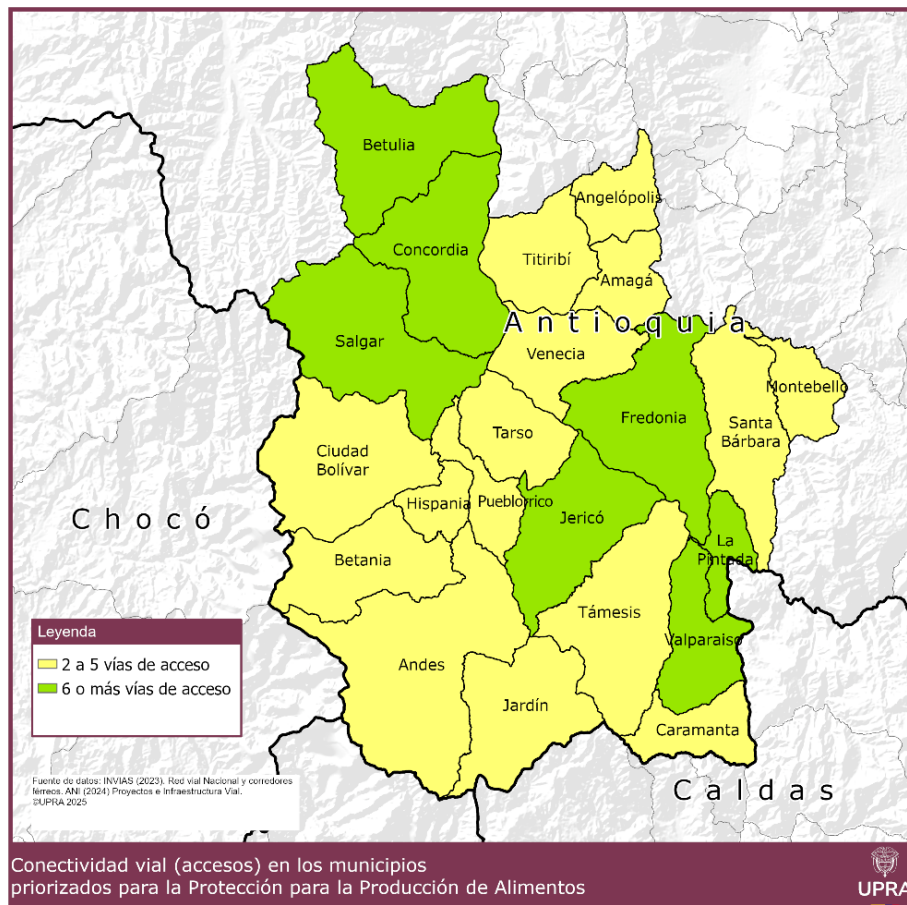 Betulia
Angelópolis
Concordia
Titiribí
Amagá
Antioquia
Salgar
Venecia
Montebello
Fredonia
Santa
Bárbara
Tarso
Ciudad
Bolívar
Hispania
Pueblorrico
Jericó
Chocó
La
Pintada
Betania
Támesis
Valparaiso
Andes
Jardín
Caramanta
Caldas
Leyenda
2 a 5 vías de acceso
6 o más vías de acceso
Fuente de datos: INVIAS (2023). Red vial Nacional y corredores
férreos. ANI (2024) Proyectos e Infraestructura Vial.
©UPRA 2025
Conectividad vial (accesos) en los municipios
priorizados para la Protección para la Producción de Alimentos
UPRA